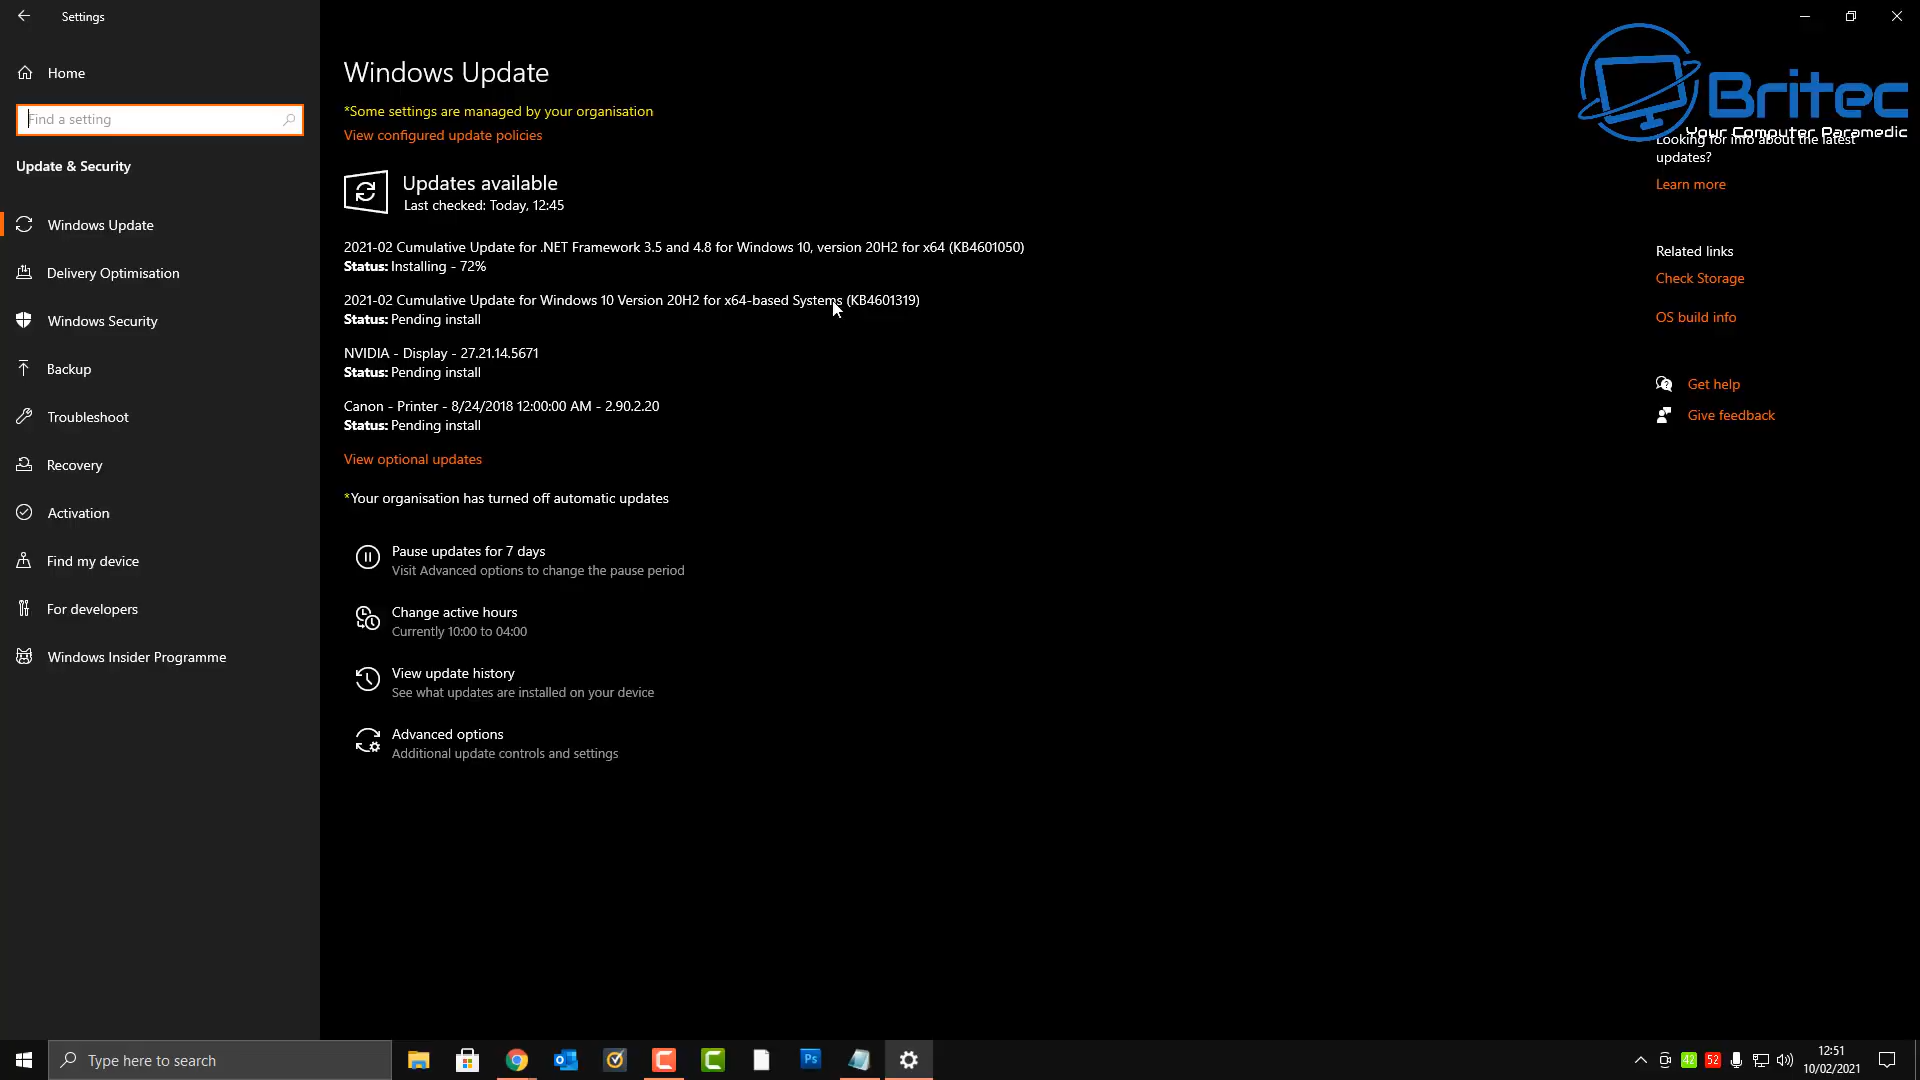 Settings
Home
Find a setting
Update & Security
Windows Update
Delivery Optimisation
Windows Security
Backup
Troubleshoot
Recovery
Activation
Find my device
For developers
Windows Insider Programme
Windows Update
*Some settings are managed by your organisation
View configured update policies
Updates available
Last checked: Today, 12:45
2021-02 Cumulative Update for .NET Framework 3.5 and 4.8 for Windows 10, version 20H2 for x64 (KB4601050)
Status: Installing - 72%
2021-02 Cumulative Update for Windows 10 Version 20H2 for x64-based Systems (KB4601319)
Status: Pending install
NVIDIA - Display - 27.21.14.5671
Status: Pending install
Canon - Printer - 8/24/2018 12:00:00 AM - 2.90.2.20
Status: Pending install
View optional updates
*Your organisation has turned off automatic updates
Pause updates for 7 days
Visit Advanced options to change the pause period
Change active hours
Currently 10:00 to 04:00
View update history
See what updates are installed on your device
Advanced options
Additional update controls and settings
Britec
Your Computer Paramedic
Looking for info about the latest
updates?
Learn more
Related links
Check Storage
OS build info
Get help
Give feedback
Type here to search
Ps
42
52
12:51
10/02/2021